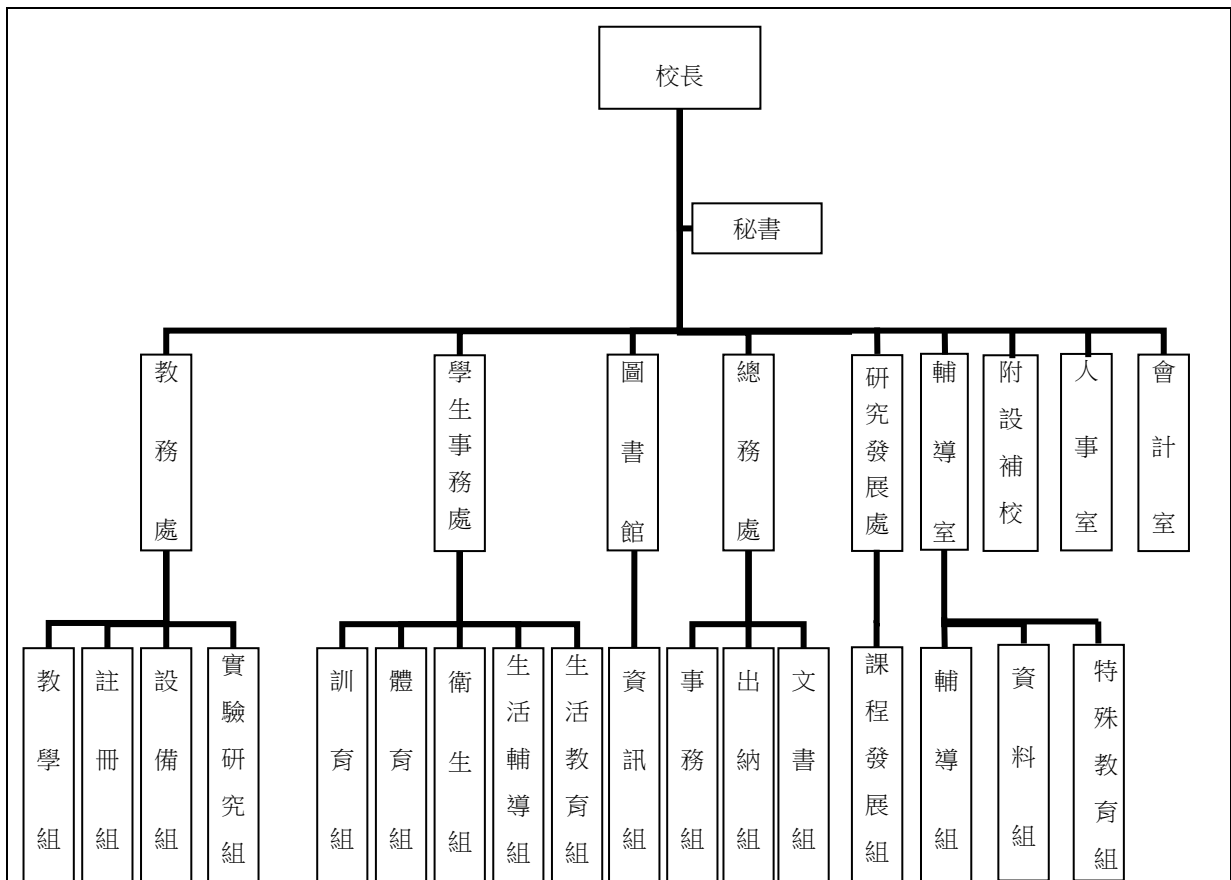 校長
秘書
教務處
學生事務處
圖書館
總務處
研究發展處
輔導室
附設補校
人事室
會計室
教學組
註冊組
設備組
實驗研究組
訓育組
體育組
衛生組
生活輔導組
生活教育組
資訊組
事務組
出納組
文書組
課程發展組
輔導組
資料組
特殊教育組